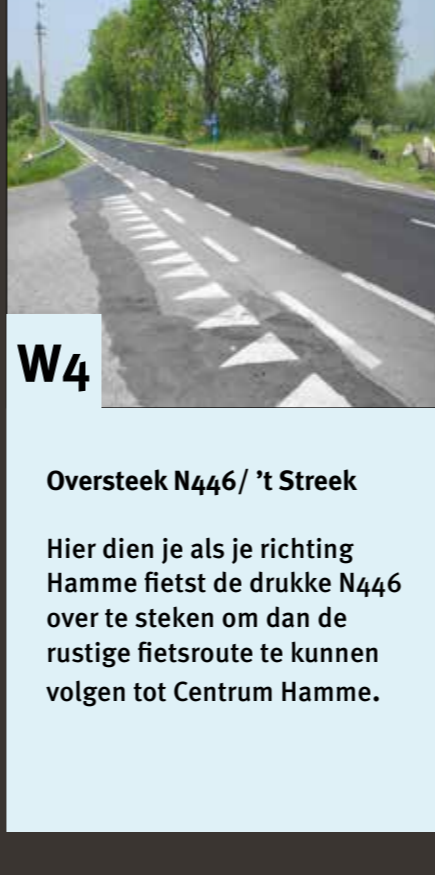 W4
Oversteek N446/ ’t Streek
Hier dien je als je richting
Hamme fietst de drukke N446
over te steken om dan de
rustige fietsroute te kunnen
volgen tot Centrum Hamme.